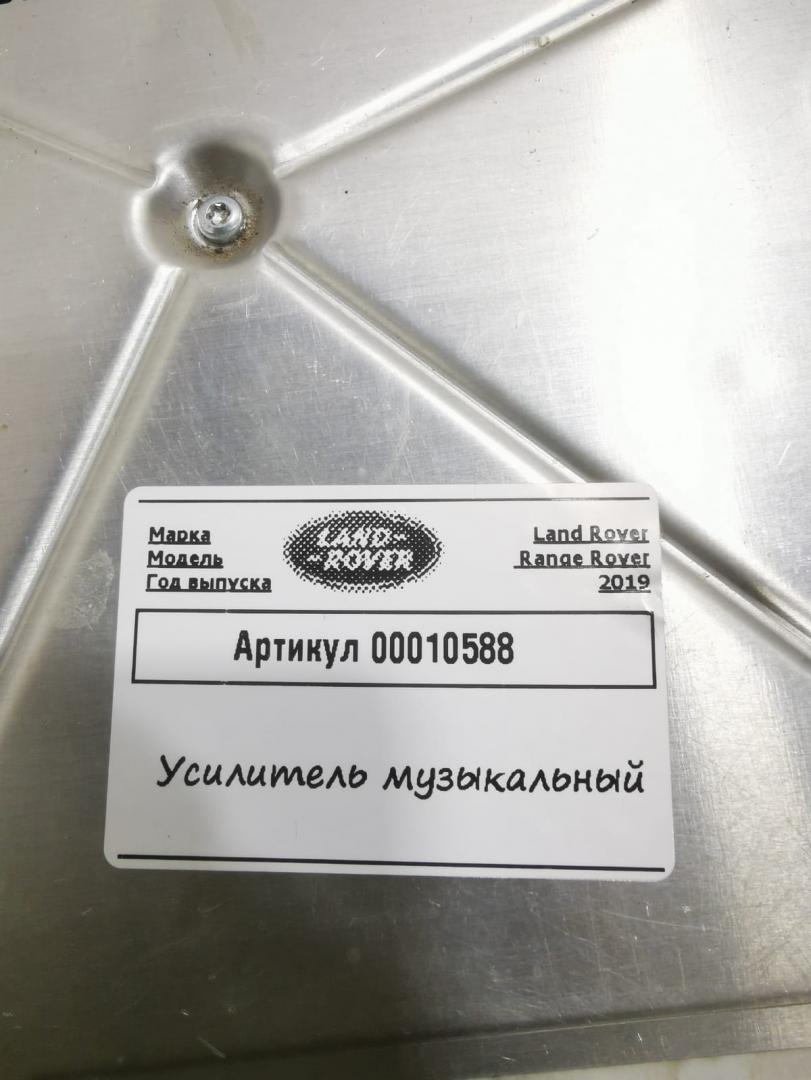 Марка
Модель
Год выпуска
LAND-
-ROVER
Land Rover
Range Rover
2019
Артикул 00010588
Усилитель музыкальный